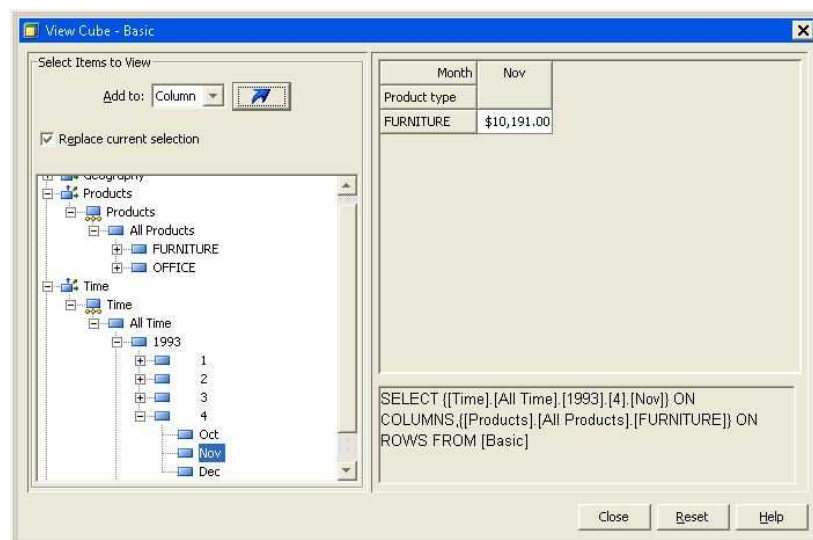 View Cube - Basic
Select Items to View
Add to: Column
Replace current selection
Geography
Products
Products
All Products
FURNITURE
OFFICE
Time
Time
All Time
1993
1
2
3
4
Oct
Nov
Dec
Month Nov
Product type
FURNITURE $10,191.00
SELECT {[Time].[All Time].[1993].[4].[Nov]} ON
COLUMNS,{[Products].[All Products].[FURNITURE]} ON
ROWS FROM [Basic]
Close Reset Help